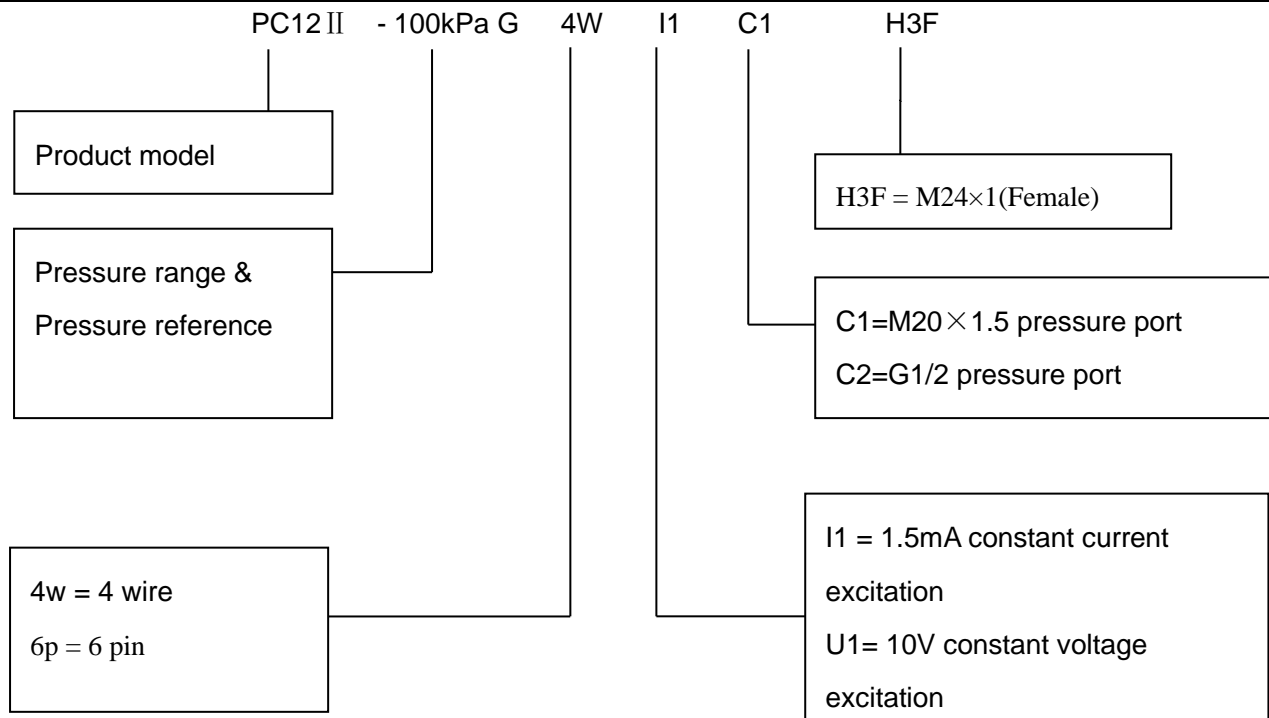 PC12Ⅱ - 100kPa G 4W I1 C1 H3F
Product model
H3F = M24×1(Female)
Pressure range &
Pressure reference
C1=M20×1.5 pressure port
C2=G1/2 pressure port
4w = 4 wire
6p = 6 pin
I1 = 1.5mA constant current
excitation
U1= 10V constant voltage
excitation